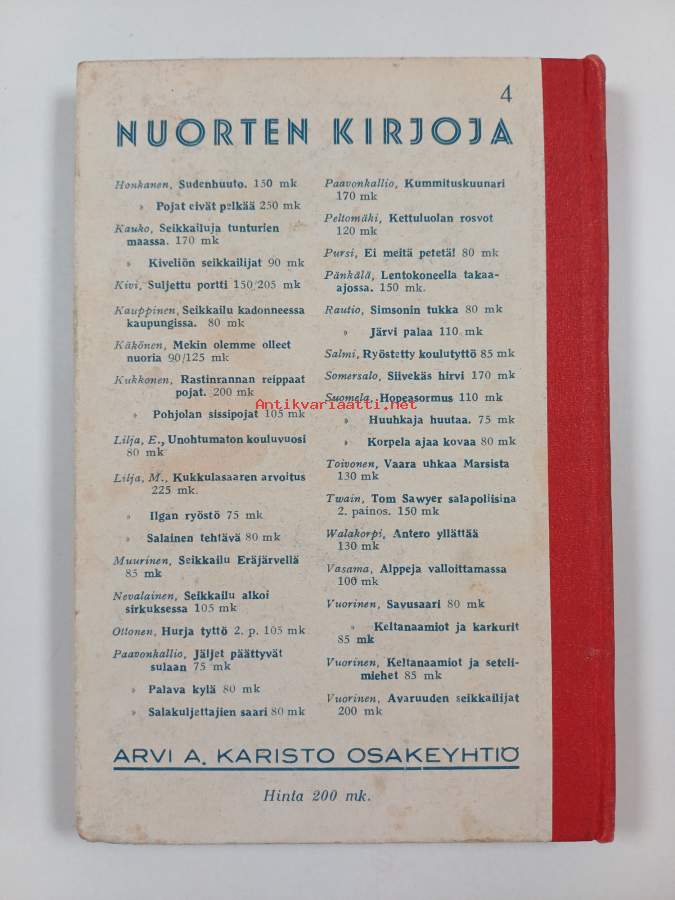 4
NUORTEN KIRJOJA
Honkanen, Sudenhuuto. 150 mk
» Pojat eivät pelkää 250 mk
Kauko, Seikkailuja tunturien
maassa. 170 mk
» Kiveliön seikkailijat 90 mk
Kivi, Suljettu portti 150/205 mk
Kauppinen, Seikkailu kadonneessa
kaupungissa. 80 mk
Käkönen, Mekin olemme olleet
nuoria 90/125 mk
Kukkonen, Rastinrannan reippaat
pojat. 200 mk
» Pohjolan sissipojat 105 mk
Lilja, E., Unohtumaton kouluvuosi
80 mk
Lilja, M., Kukkulasaaren arvoitus
225 mk.
» Ilgan ryöstö 75 mk
» Salainen tehtävä 80 mk
Muurinen, Seikkailu Eräjärvellä
85 mk
Nevalainen, Seikkailu alkoi
sirkuksessa 105 mk
Ottonen, Hurja tyttö 2. p. 105 mk
Paavonkallio, Jäljet päättyvät
sulaan 75 mk
» Palava kylä 80 mk
» Salakuljettajien saari 80 mk
Paavonkallio, Kummituskuunari
170 mk
Peltomäki, Kettuluolan rosvot
120 mk
Pursi, Ei meitä petetä! 80 mk
Pänkälä, Lentokoneella takaa-
ajossa. 150 mk.
Rautio, Simsonin tukka 80 mk
» Järvi palaa 110 mk
Salmi, Ryöstetty koulutyttö 85 mk
Somersalo, Siivekäs hirvi 170 mk
Suomela, Hopeasormus 110 mk
» Huuhkaja huutaa. 75 mk
» Korpela ajaa kovaa 80 mk
Toivonen, Vaara uhkaa Marsista
130 mk
Twain, Tom Sawyer salapoliisina
2. painos. 150 mk
Walakorpi, Antero yllättää
130 mk
Vasama, Alppeja valloittamassa
100 mk
Vuorinen, Savusaari 80 mk
» Keltanaamiot ja karkurit
85 mk
Vuorinen, Keltanaamiot ja seteli-
miehet 85 mk
Vuorinen, Avaruuden seikkailijat
200 mk
Antikvariaatti.net
ARVI A. KARISTO OSAKEYHTIÖ
Hinta 200 mk.